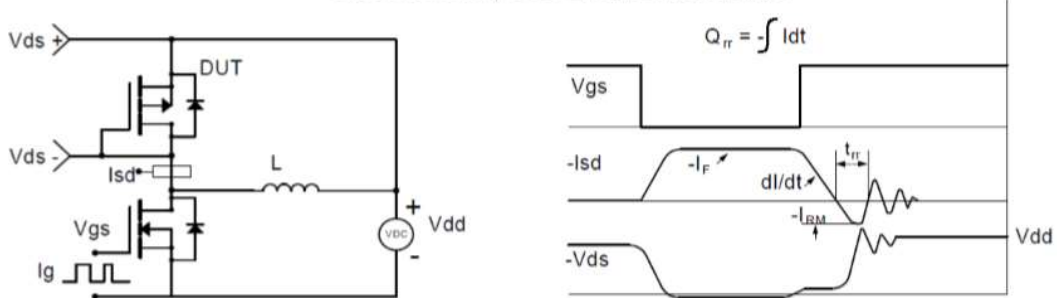 Vds +
DUT
Vds -
Isd
L
Vgs
Ig
+
VDC
-
Vdd
Qrr = -∫ Idt
Vgs
-Isd
-IF
dI/dt
trr
-IRM
-Vds
Vdd